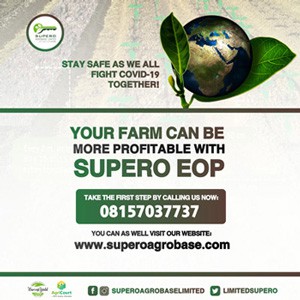 SUPERO
STAY SAFE AS WE ALL
FIGHT COVID-19
TOGETHER!
YOUR FARM CAN BE
MORE PROFITABLE WITH
SUPERO EOP
TAKE THE FIRST STEP BY CALLING US NOW:
08157037737
YOU CAN AS WELL VISIT OUR WEBSITE:
www.superoagrobase.com
AgriCourt
SUPEROAGROBASELIMITED
LIMITEDSUPERO